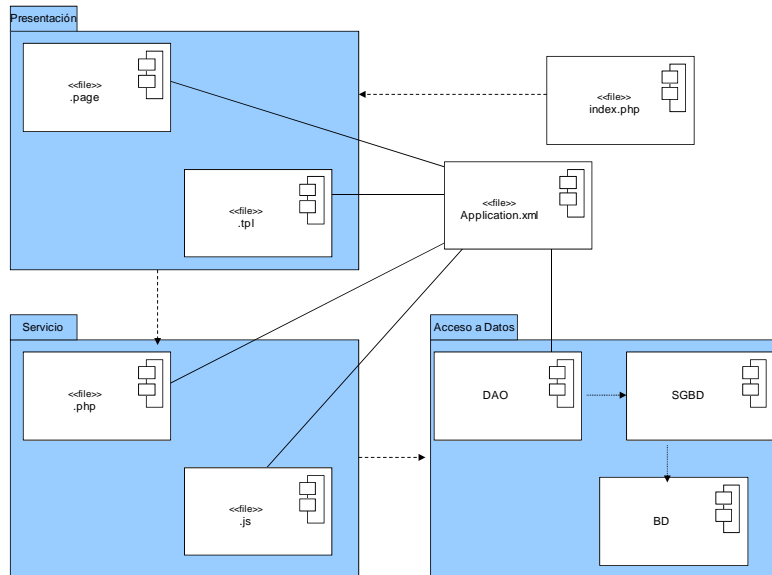 Presentación
<<file>>
.page
<<file>>
index.php
<<file>>
.tpl
<<file>>
Application.xml
Servicio
Acceso a Datos
<<file>>
.php
DAO
SGBD
<<file>>
.js
BD